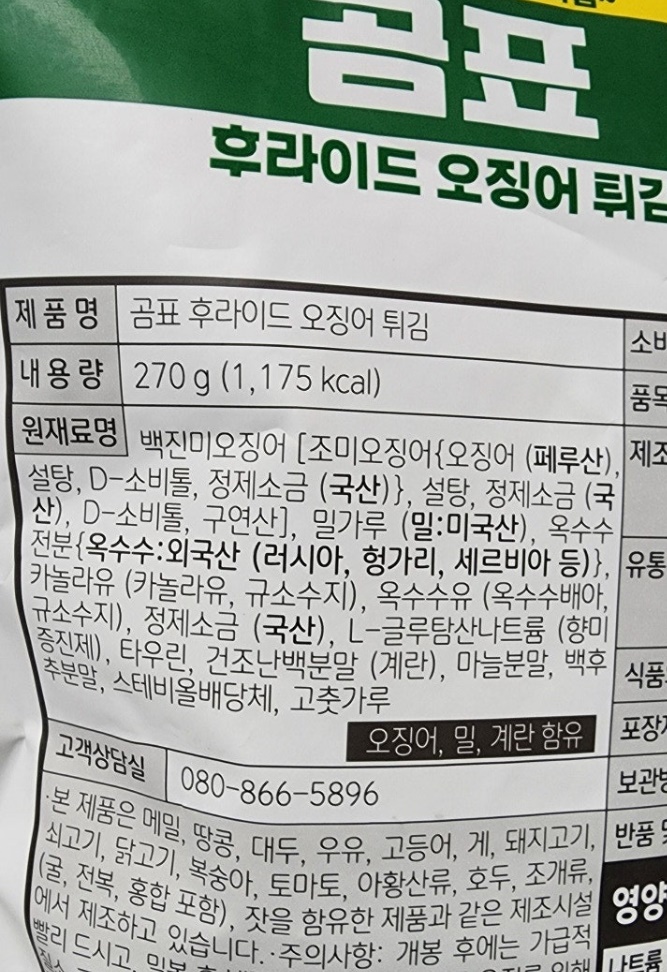 곰표
후라이드 오징어 튀김
제품명 곰표 후라이드 오징어 튀김
내용량 270 g (1,175 kcal)
원재료명 백진미오징어 [조미오징어{오징어 (페루산),
설탕, D-소비톨, 정제소금 (국산)}, 설탕, 정제소금 (국
산), D-소비톨, 구연산], 밀가루 (밀:미국산), 옥수수
전분{옥수수:외국산 (러시아, 헝가리, 세르비아 등)},
카놀라유 (카놀라유, 규소수지), 옥수수유 (옥수수배아,
규소수지), 정제소금 (국산), L-글루탐산나트륨 (향미
증진제), 타우린, 건조난백분말 (계란), 마늘분말, 백후
추분말, 스테비올배당체, 고춧가루
오징어, 밀, 계란 함유
고객상담실 080-866-5896
·본 제품은 메밀, 땅콩, 대두, 우유, 고등어, 게, 돼지고기,
쇠고기, 닭고기, 복숭아, 토마토, 아황산류, 호두, 조개류,
(굴, 전복, 홍합 포함), 잣을 함유한 제품과 같은 제조시설
에서 제조하고 있습니다.·주의사항: 개봉 후에는 가급적
빨리 드시고,
소비
품목
제조
유통
식품
포장
보관방
반품 및
영양
나트륨